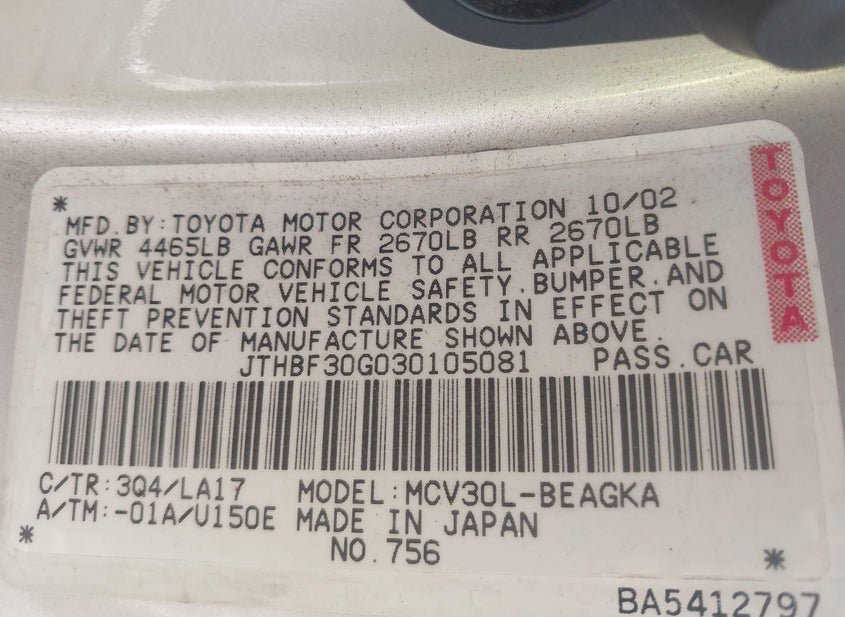 * MFD. BY: TOYOTA MOTOR CORPORATION 10/02
GVWR 4465LB GAWR FR 2670LB RR 2670LB
THIS VEHICLE CONFORMS TO ALL APPLICABLE
FEDERAL MOTOR VEHICLE SAFETY, BUMPER, AND
THEFT PREVENTION STANDARDS IN EFFECT ON
THE DATE OF MANUFACTURE SHOWN ABOVE.
JTHBF30G030105081 PASS. CAR
TOYOTA
C/TR: 3Q4/LA17 MODEL: MCV30L-BEAGKA
A/TM: -01A/U150E MADE IN JAPAN
* NO. 756 *
BA5412797